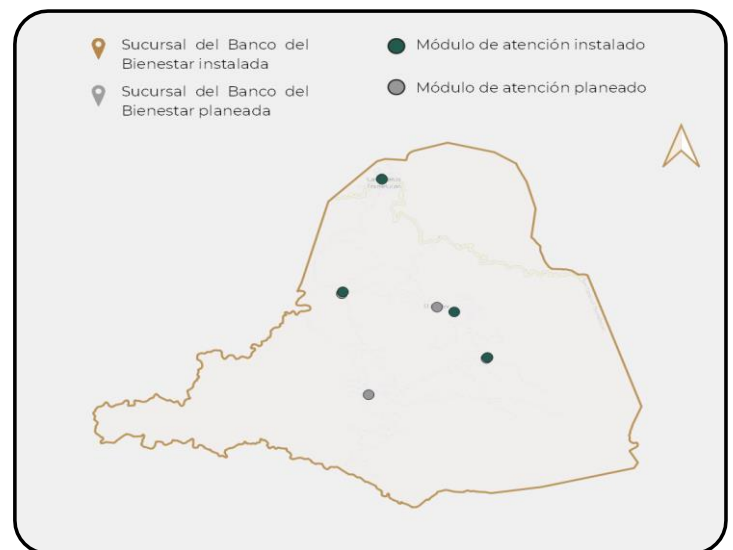 Sucursal del Banco del
Bienestar instalada
Sucursal del Banco del
Bienestar planeada
Módulo de atención instalado
Módulo de atención planeado